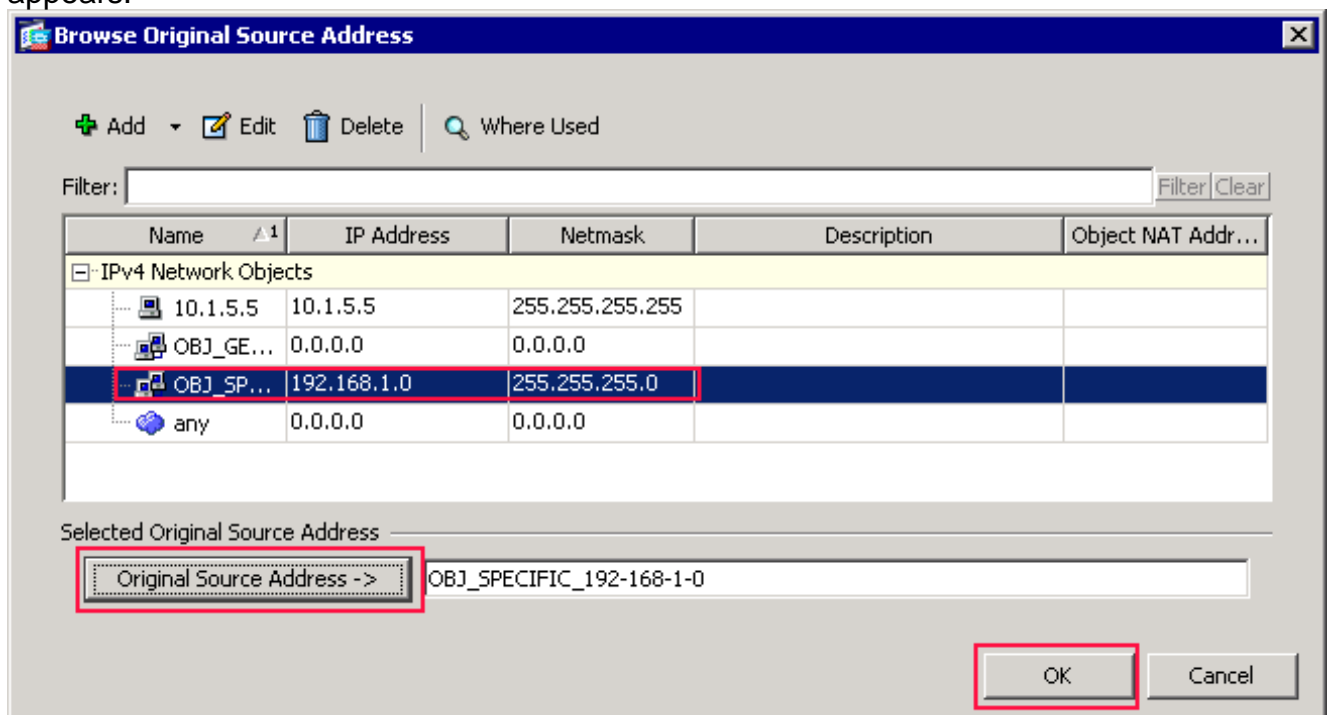 appears.
Browse Original Source Address
Add Edit Delete Where Used
Filter: Filter Clear
Name 1 IP Address Netmask Description Object NAT Addr...
IPv4 Network Objects
10.1.5.5 10.1.5.5 255.255.255.255
OBJ_GE... 0.0.0.0 0.0.0.0
OBJ_SP... 192.168.1.0 255.255.255.0
any 0.0.0.0 0.0.0.0
Selected Original Source Address
Original Source Address -> OBJ_SPECIFIC_192-168-1-0
OK Cancel